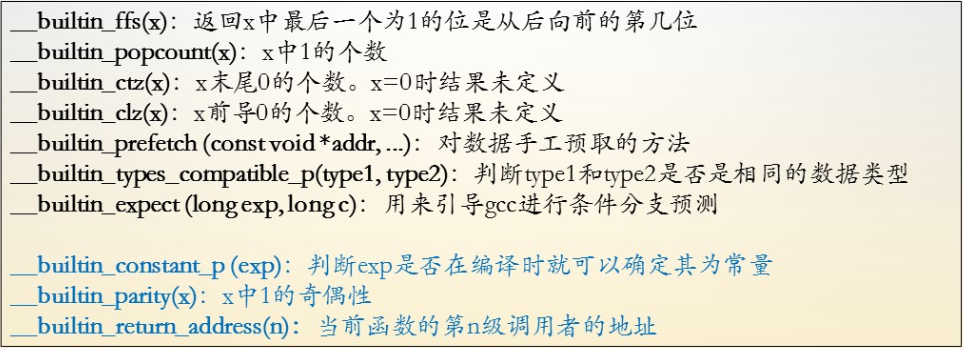 __builtin_ffs(x)：返回x中最后一个为1的位是从后向前的第几位
__builtin_popcount(x)：x中1的个数
__builtin_ctz(x)：x末尾0的个数。x=0时结果未定义
__builtin_clz(x)：x前导0的个数。x=0时结果未定义
__builtin_prefetch (const void *addr, ...)：对数据手工预取的方法
__builtin_types_compatible_p(type1, type2)：判断type1和type2是否是相同的数据类型
__builtin_expect (long exp, long c)：用来引导gcc进行条件分支预测
__builtin_constant_p (exp)：判断exp是否在编译时就可以确定其为常量
__builtin_parity(x)：x中1的奇偶性
__builtin_return_address(n)：当前函数的第n级调用者的地址